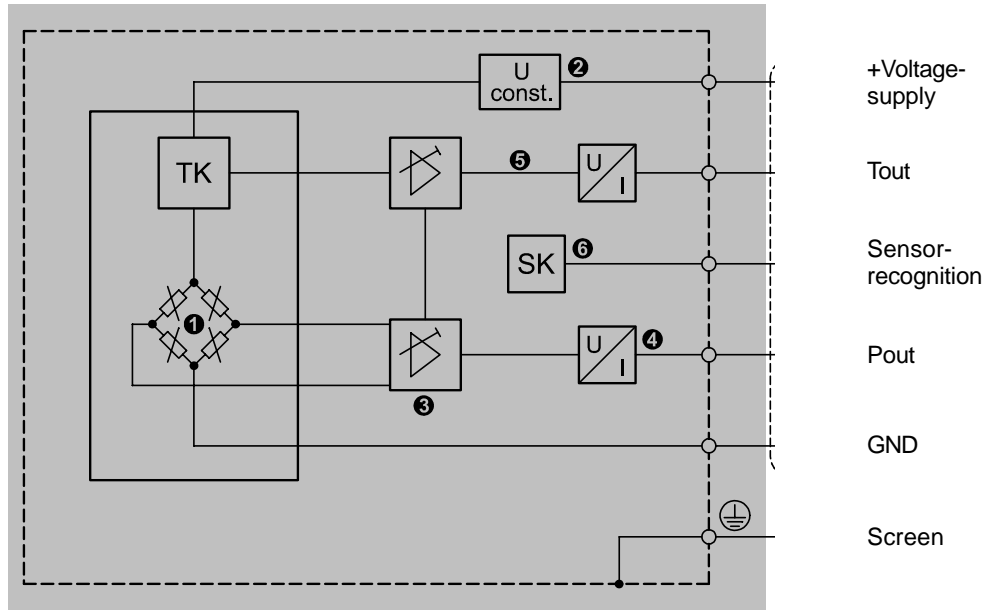 U
const.
❷
+Voltage-
supply
TK
❺
U
I
Tout
SK
❻
Sensor-
recognition
❶
❸
U
I
❹
Pout
GND
Screen